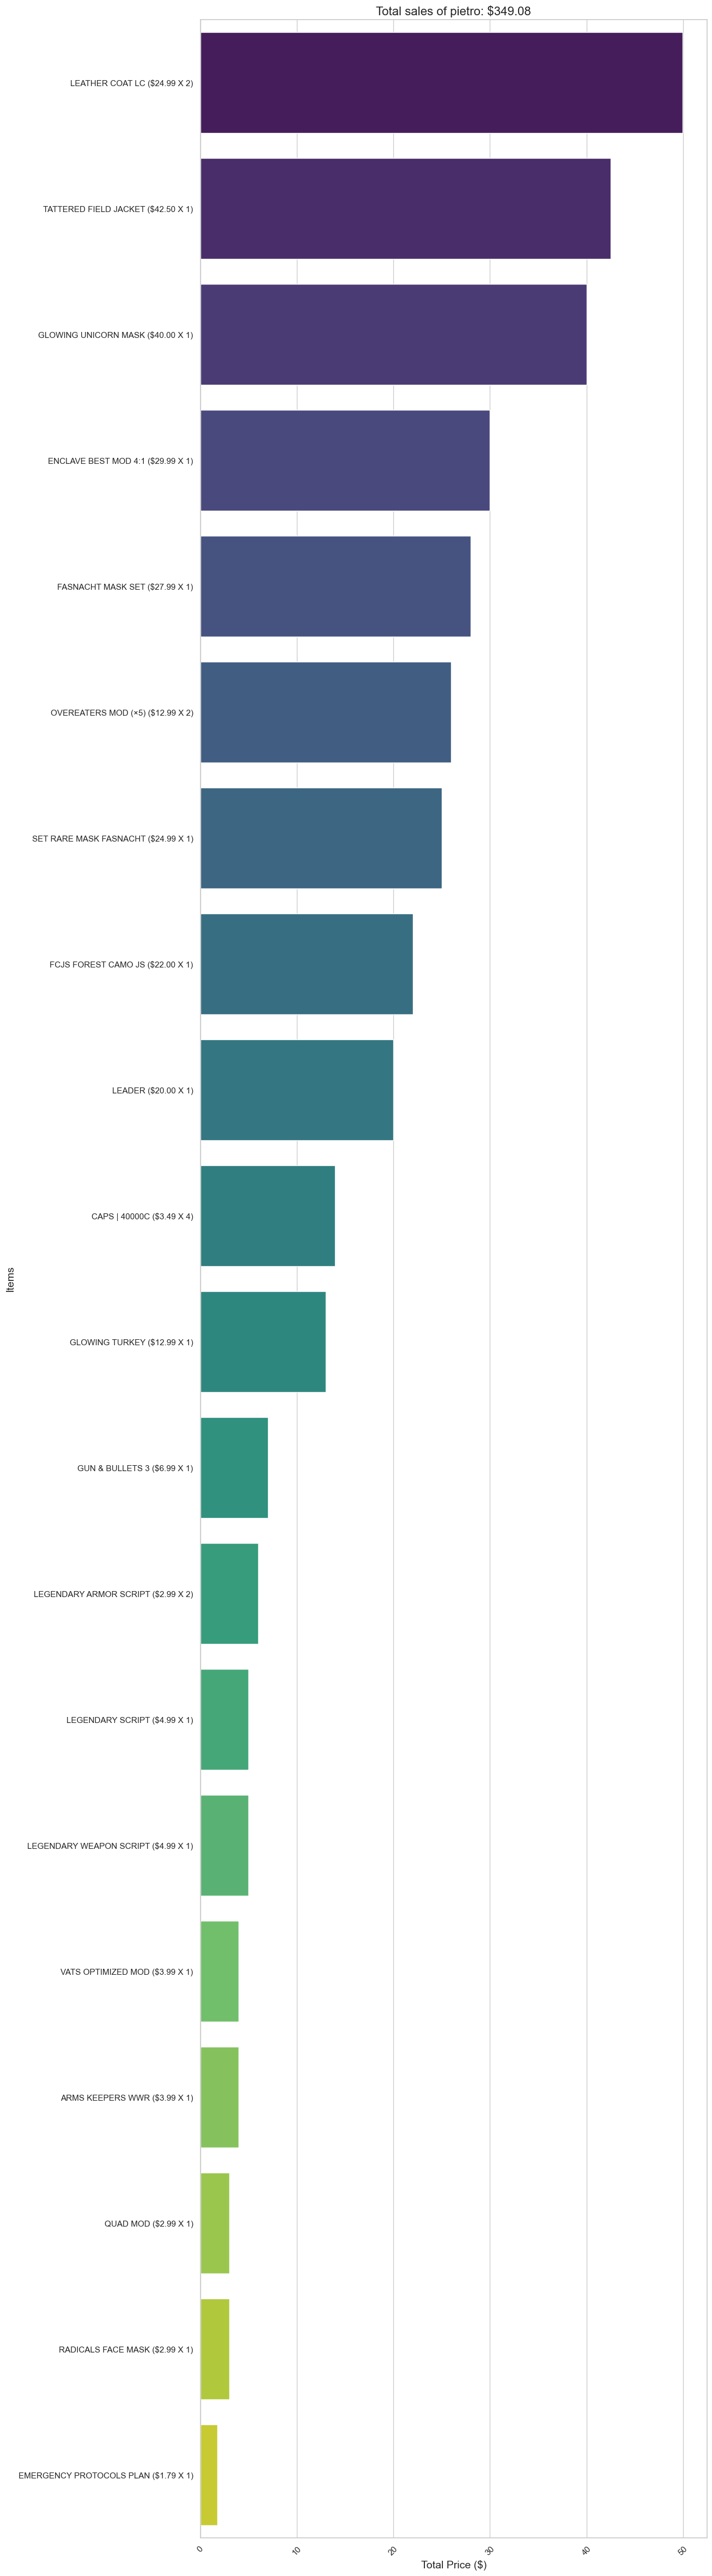 Total sales of pietro: $349.08
LEATHER COAT LC ($24.99 X 2)
TATTERED FIELD JACKET ($42.50 X 1)
GLOWING UNICORN MASK ($40.00 X 1)
ENCLAVE BEST MOD 4:1 ($29.99 X 1)
FASNACHT MASK SET ($27.99 X 1)
OVEREATERS MOD (×5) ($12.99 X 2)
SET RARE MASK FASNACHT ($24.99 X 1)
FCJS FOREST CAMO JS ($22.00 X 1)
LEADER ($20.00 X 1)
CAPS | 40000C ($3.49 X 4)
Items
GLOWING TURKEY ($12.99 X 1)
GUN & BULLETS 3 ($6.99 X 1)
LEGENDARY ARMOR SCRIPT ($2.99 X 2)
LEGENDARY SCRIPT ($4.99 X 1)
LEGENDARY WEAPON SCRIPT ($4.99 X 1)
VATS OPTIMIZED MOD ($3.99 X 1)
ARMS KEEPERS WWR ($3.99 X 1)
QUAD MOD ($2.99 X 1)
RADICALS FACE MASK ($2.99 X 1)
EMERGENCY PROTOCOLS PLAN ($1.79 X 1)
0 10 20 30 40 50
Total Price ($)